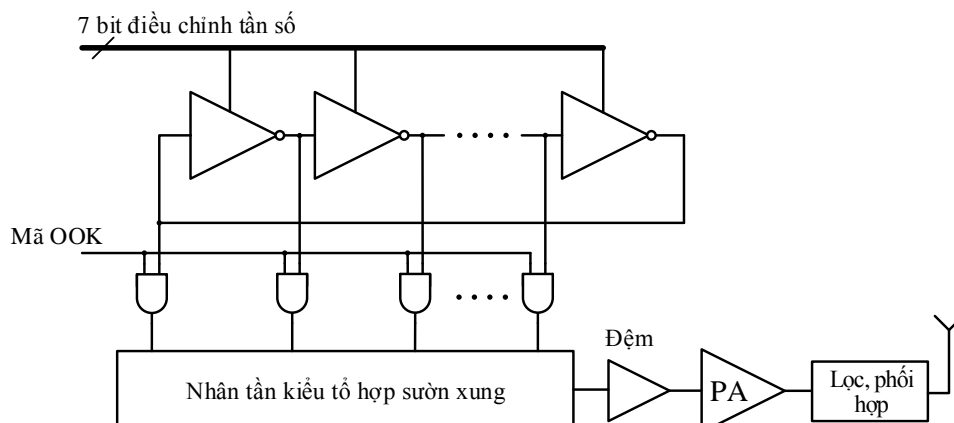 7 bit điều chỉnh tần số
Mã OOK
Đệm
Nhân tần kiểu tổ hợp sườn xung
PA
Lọc, phối
hợp